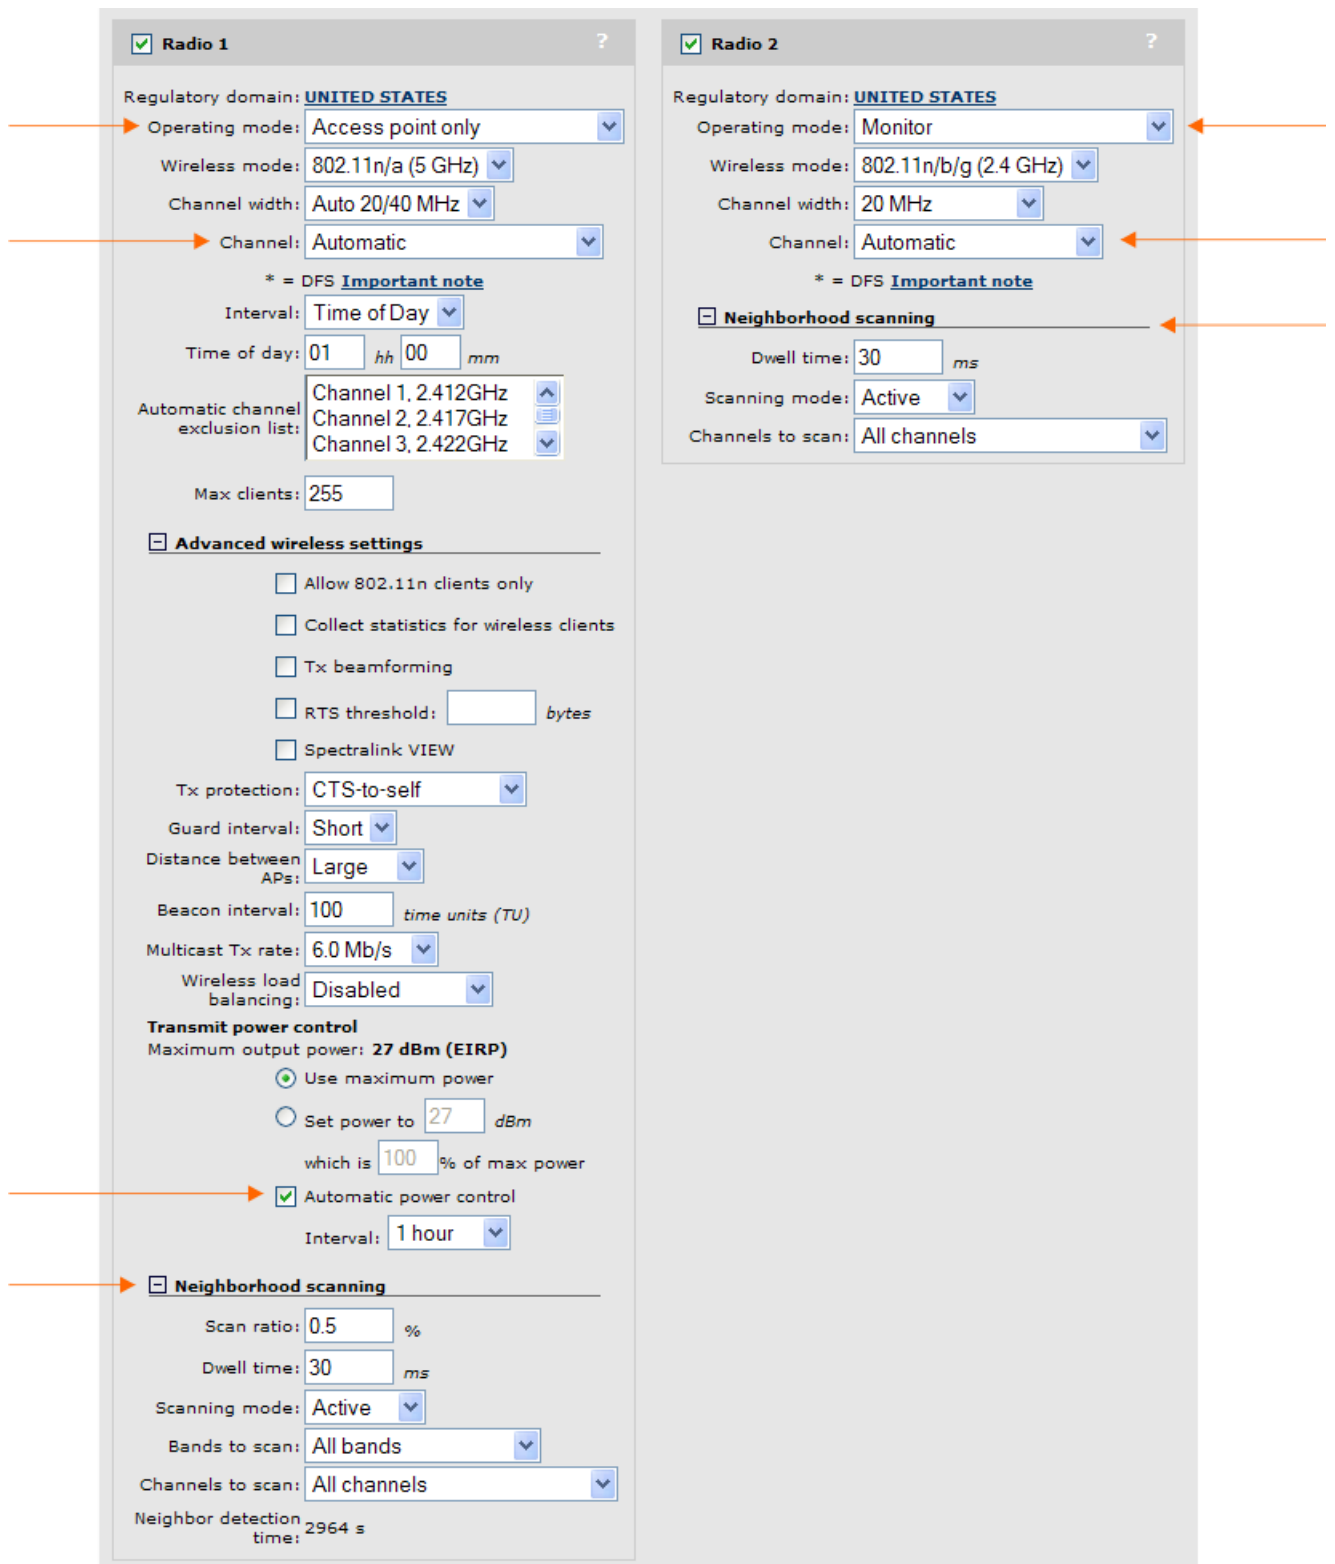 Radio 1 ?
Regulatory domain: UNITED STATES
Operating mode: Access point only
Wireless mode: 802.11n/a (5 GHz)
Channel width: Auto 20/40 MHz
Channel: Automatic
* = DFS Important note
Interval: Time of Day
Time of day: 01 hh 00 mm
Automatic channel exclusion list:
Channel 1, 2.412GHz
Channel 2, 2.417GHz
Channel 3, 2.422GHz
Max clients: 255
Advanced wireless settings
Allow 802.11n clients only
Collect statistics for wireless clients
Tx beamforming
RTS threshold: bytes
Spectralink VIEW
Tx protection: CTS-to-self
Guard interval: Short
Distance between APs: Large
Beacon interval: 100 time units (TU)
Multicast Tx rate: 6.0 Mb/s
Wireless load balancing: Disabled
Transmit power control
Maximum output power: 27 dBm (EIRP)
Use maximum power
Set power to 27 dBm
which is 100 % of max power
Automatic power control
Interval: 1 hour
Neighborhood scanning
Scan ratio: 0.5 %
Dwell time: 30 ms
Scanning mode: Active
Bands to scan: All bands
Channels to scan: All channels
Neighbor detection time: 2964 s
Radio 2 ?
Regulatory domain: UNITED STATES
Operating mode: Monitor
Wireless mode: 802.11n/b/g (2.4 GHz)
Channel width: 20 MHz
Channel: Automatic
* = DFS Important note
Neighborhood scanning
Dwell time: 30 ms
Scanning mode: Active
Channels to scan: All channels